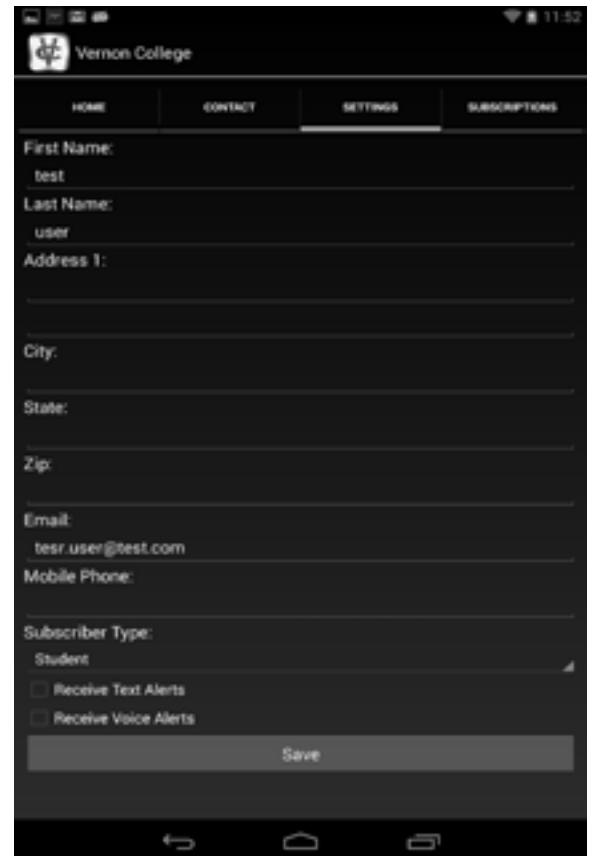 11:52
VC Vernon College
HOME CONTACT SETTINGS SUBSCRIPTIONS
First Name:
test
Last Name:
user
Address 1:
City:
State:
Zip:
Email:
tesr.user@test.com
Mobile Phone:
Subscriber Type:
Student
Receive Text Alerts
Receive Voice Alerts
Save